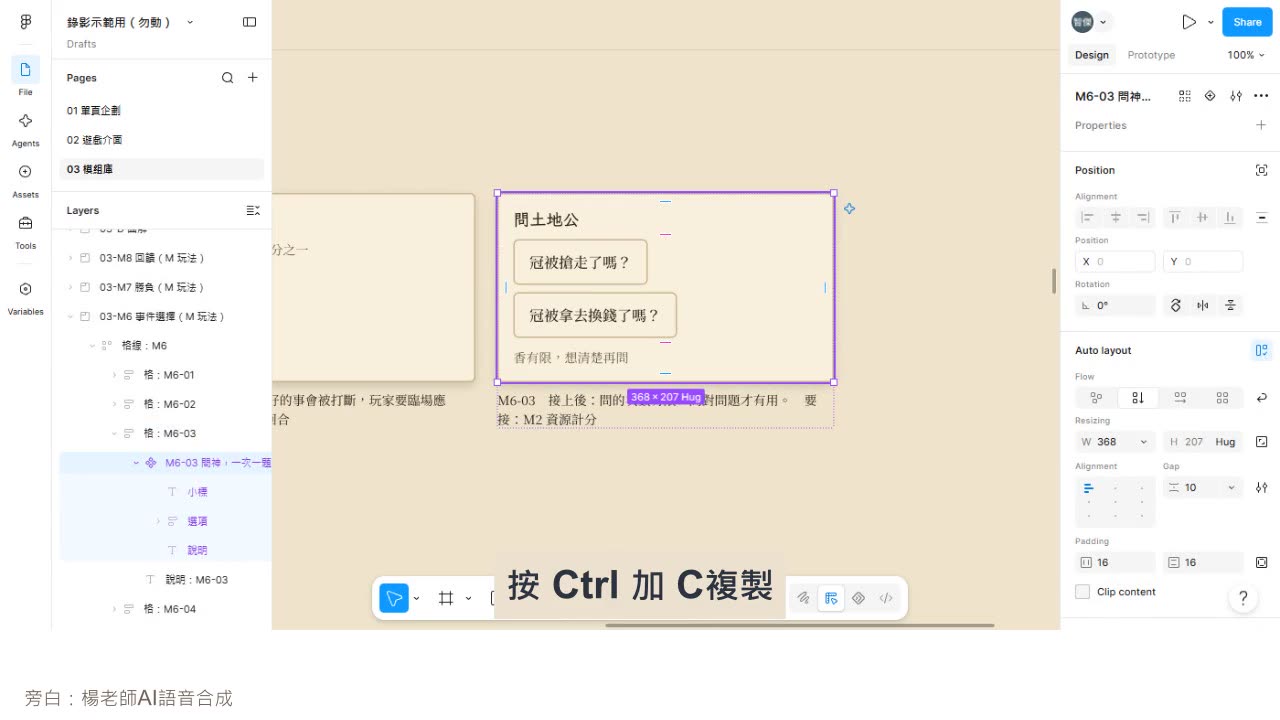 錄影示範用（勿動）
Drafts
File
Agents
Assets
Tools
Variables
Pages
01 單頁企劃
02 遊戲介面
03 模組庫
Layers
03-M8 回饋（M 玩法）
03-M7 勝負（M 玩法）
03-M6 事件選擇（M 玩法）
格線：M6
格：M6-01
格：M6-02
格：M6-03
M6-03 問神，一次一題
小標
選項
說明
說明：M6-03
格：M6-04
分之一
好的事會被打斷，玩家要臨場應
組合
問土地公
冠被搶走了嗎？
冠被拿去換錢了嗎？
香有限，想清楚再問
368 × 207 Hug
M6-03 接上後：問的
對問題才有用。 要
接：M2 資源計分
按 Ctrl 加 C複製
智傑
Share
Design
Prototype
100%
M6-03 問神...
Properties
Position
Alignment
Position
X 0
Y 0
Rotation
0°
Auto layout
Flow
Resizing
W 368
H 207 Hug
Alignment
Gap
10
Padding
16
16
Clip content
?
旁白：楊老師AI語音合成